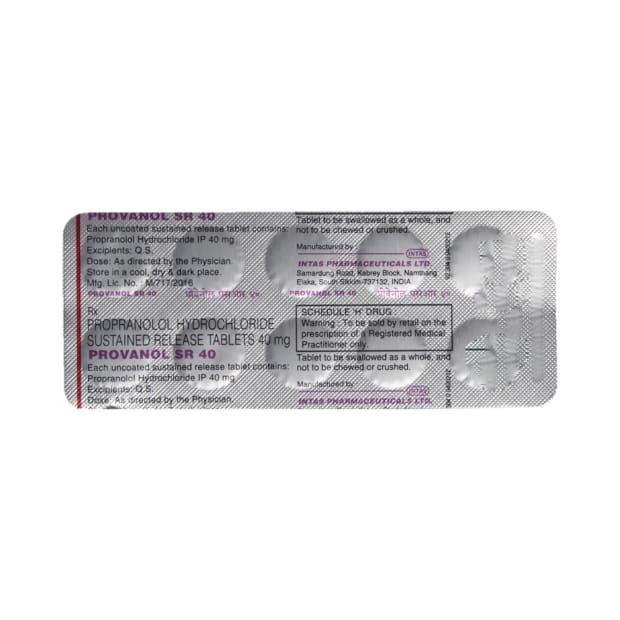 PROVANOL SR 40
Each uncoated sustained release tablet contains:
Propranolol Hydrochloride IP 40 mg
Excipients: Q.S.
Dose: As directed by the Physician.
Store in a cool, dry & dark place.
Mfg. Lic. No. : M/717/2016
PROVANOL SR 40 प्रोवेनोल एसआर ४०
Tablet to be swallowed as a whole, and
not to be chewed or crushed.
Manufactured by
INTAS
INTAS PHARMACEUTICALS LTD.
Samardung Road, Kabrey Block, Namthang
Elaka, South Sikkim-737132, INDIA
PROVANOL SR 40 प्रोवेनोल एसआर ४०
Rx
PROPRANOLOL HYDROCHLORIDE
SUSTAINED RELEASE TABLETS 40 mg
PROVANOL SR 40
Each uncoated sustained release tablet contains:
Propranolol Hydrochloride IP 40 mg
Excipients: Q.S.
Dose: As directed by the Physician.
SCHEDULE 'H' DRUG
Warning : To be sold by retail on the
prescription of a Registered Medical
Practitioner only.
Tablet to be swallowed as a whole, and
not to be chewed or crushed.
Manufactured by
INTAS
INTAS PHARMACEUTICALS LTD.